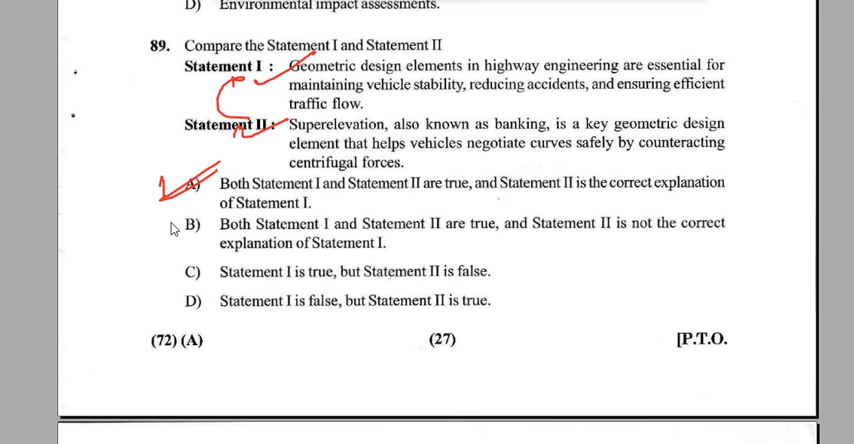 D) Environmental impact assessments.
89. Compare the Statement I and Statement II
Statement I : Geometric design elements in highway engineering are essential for
maintaining vehicle stability, reducing accidents, and ensuring efficient
traffic flow.
Statement II : Superelevation, also known as banking, is a key geometric design
element that helps vehicles negotiate curves safely by counteracting
centrifugal forces.
A) Both Statement I and Statement II are true, and Statement II is the correct explanation
of Statement I.
B) Both Statement I and Statement II are true, and Statement II is not the correct
explanation of Statement I.
C) Statement I is true, but Statement II is false.
D) Statement I is false, but Statement II is true.
(72) (A) (27) [P.T.O.